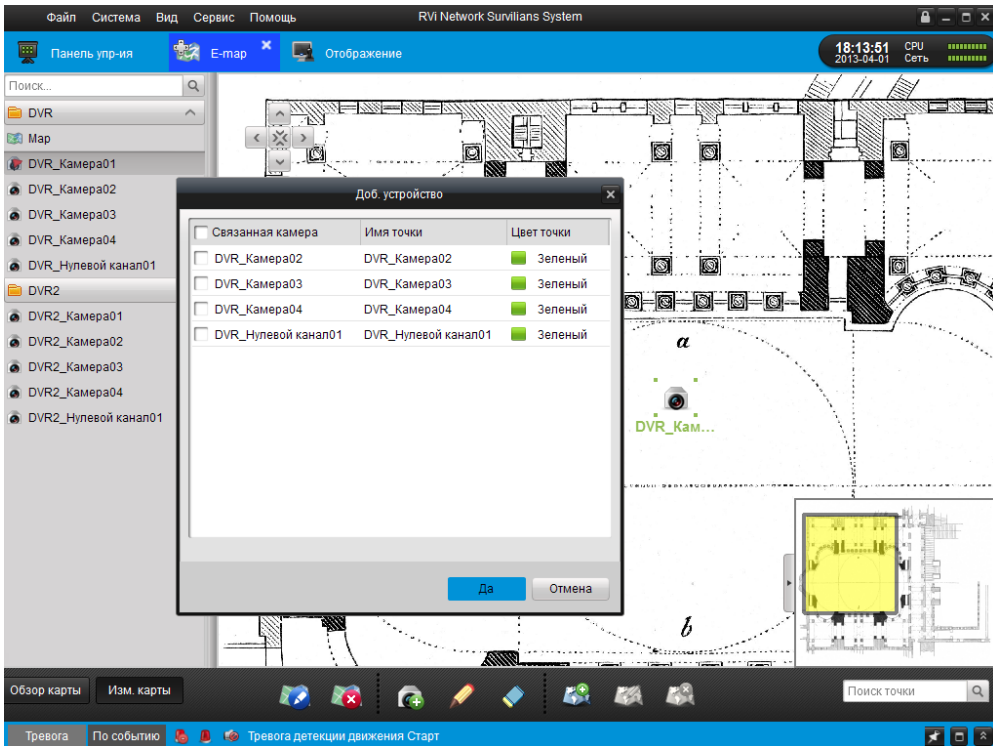 Файл Система Вид Сервис Помощь RVi Network Survilians System
Панель упр-ия E-map Отображение 18:13:51 CPU
2013-04-01 Сеть
Поиск...
DVR
Map
DVR_Камера01
DVR_Камера02
DVR_Камера03
DVR_Камера04
DVR_Нулевой канал01
DVR2
DVR2_Камера01
DVR2_Камера02
DVR2_Камера03
DVR2_Камера04
DVR2_Нулевой канал01
Доб. устройство
Связанная камера Имя точки Цвет точки
DVR_Камера02 DVR_Камера02 Зеленый
DVR_Камера03 DVR_Камера03 Зеленый
DVR_Камера04 DVR_Камера04 Зеленый
DVR_Нулевой канал01 DVR_Нулевой канал01 Зеленый
Да Отмена
a
DVR_Кам...
b
Обзор карты Изм. карты Поиск точки
Тревога По событию Тревога детекции движения Старт